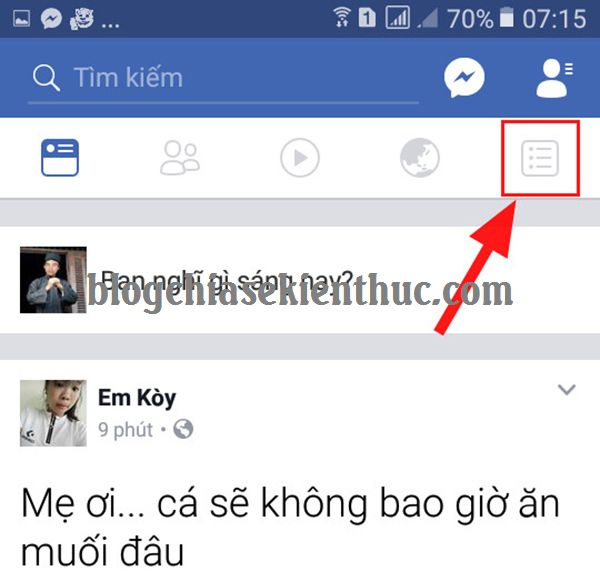 ... 1 70% 07:15
Tìm kiếm
Bạn nghĩ gì sáng nay?
blogchiasekienthuc.com
Em Kòy
9 phút
Mẹ ơi... cá sẽ không bao giờ ăn
muối đâu